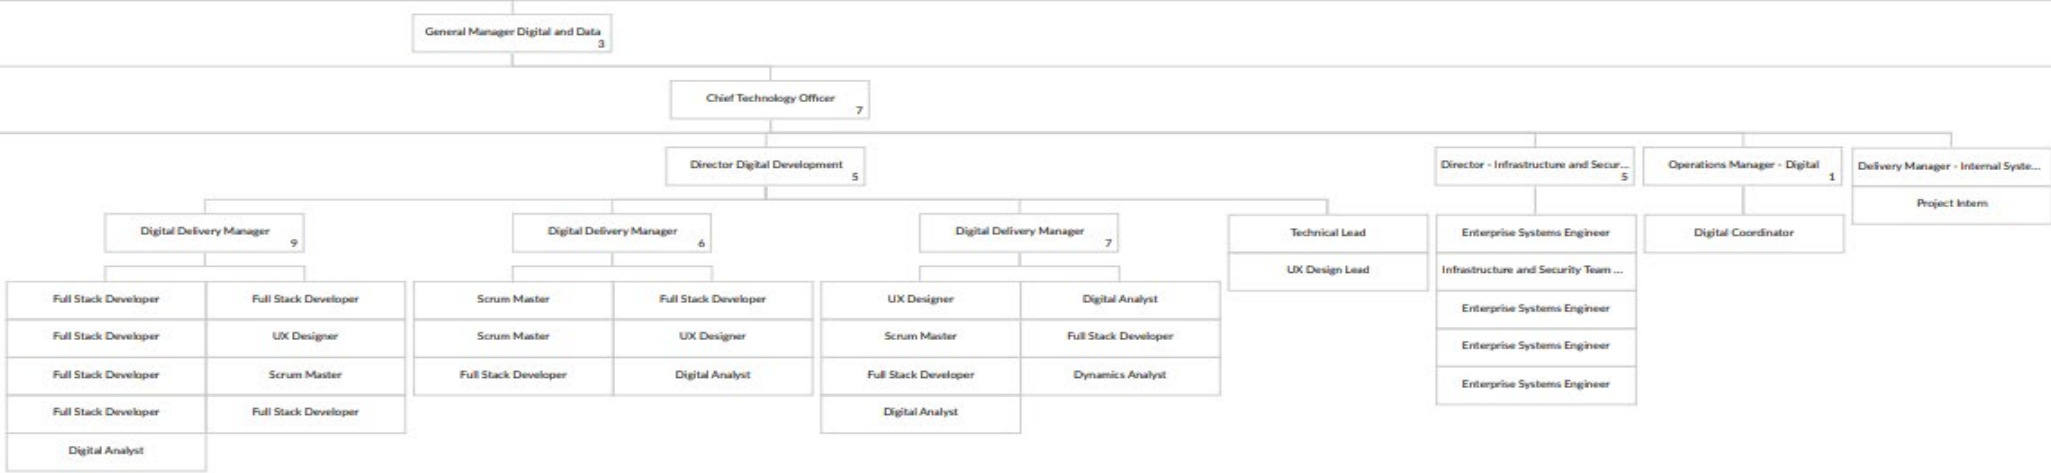 General Manager Digital and Data
3
Chief Technology Officer
7
Director Digital Development
5
Director - Infrastructure and Secur...
5
Operations Manager - Digital
1
Delivery Manager - Internal Syste...
Project Intern
Digital Delivery Manager
9
Digital Delivery Manager
6
Digital Delivery Manager
7
Technical Lead
UX Design Lead
Enterprise Systems Engineer
Infrastructure and Security Team ...
Enterprise Systems Engineer
Enterprise Systems Engineer
Enterprise Systems Engineer
Digital Coordinator
Full Stack Developer
Full Stack Developer
Full Stack Developer
Full Stack Developer
Digital Analyst
Full Stack Developer
UX Designer
Scrum Master
Full Stack Developer
Scrum Master
Scrum Master
Full Stack Developer
Full Stack Developer
UX Designer
Digital Analyst
UX Designer
Scrum Master
Full Stack Developer
Digital Analyst
Digital Analyst
Full Stack Developer
Dynamics Analyst